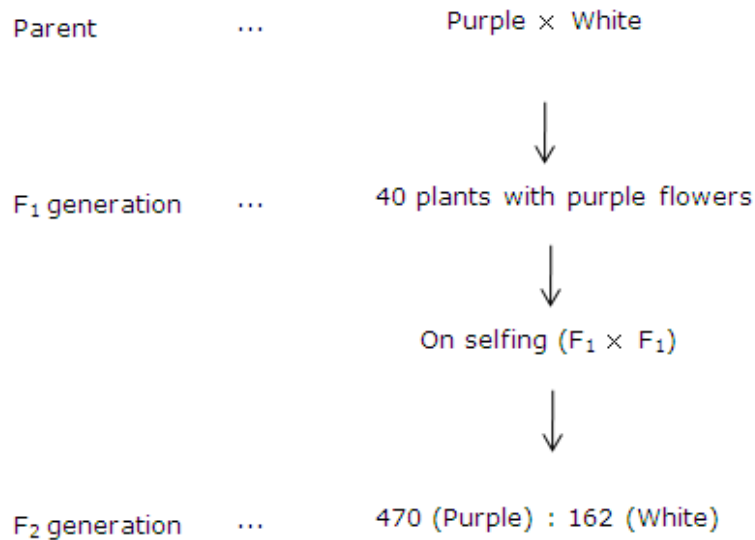 Parent ... Purple × White
F₁ generation ... 40 plants with purple flowers
On selfing (F₁ × F₁)
F₂ generation ... 470 (Purple) : 162 (White)